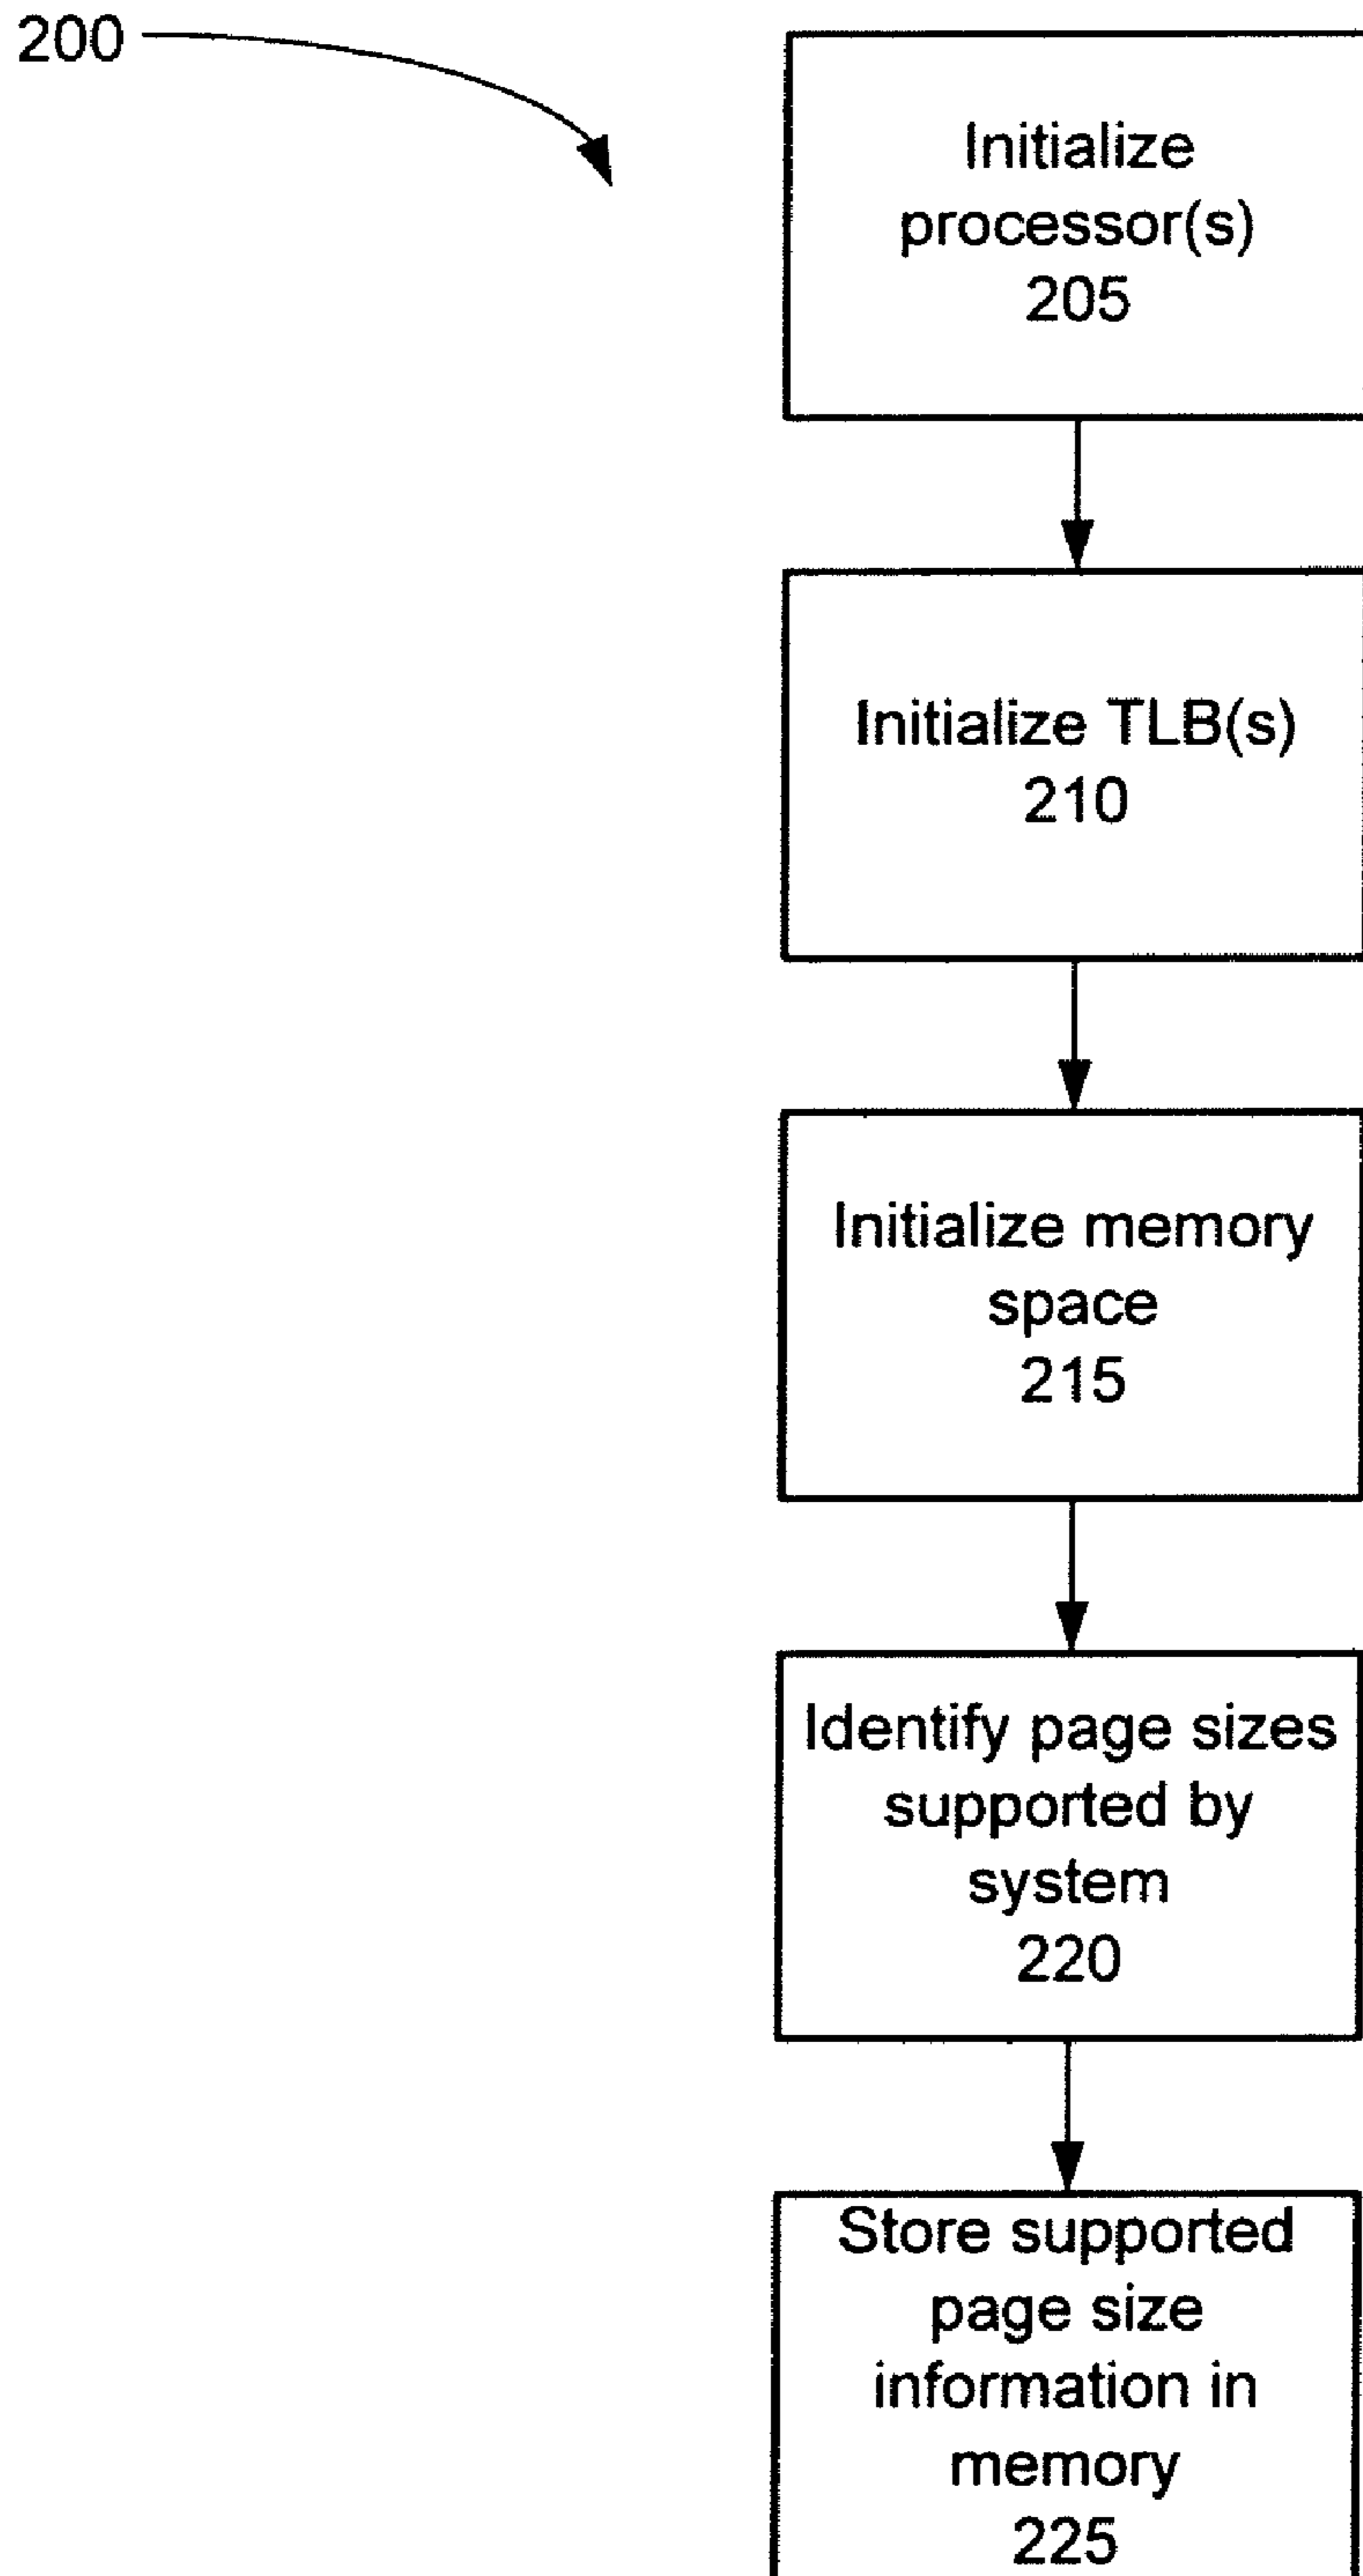 200
Initialize
processor(s)
205
Initialize TLB(s)
210
Initialize memory
space
215
Identify page sizes
supported by
system
220
Store supported
page size
information in
memory
225